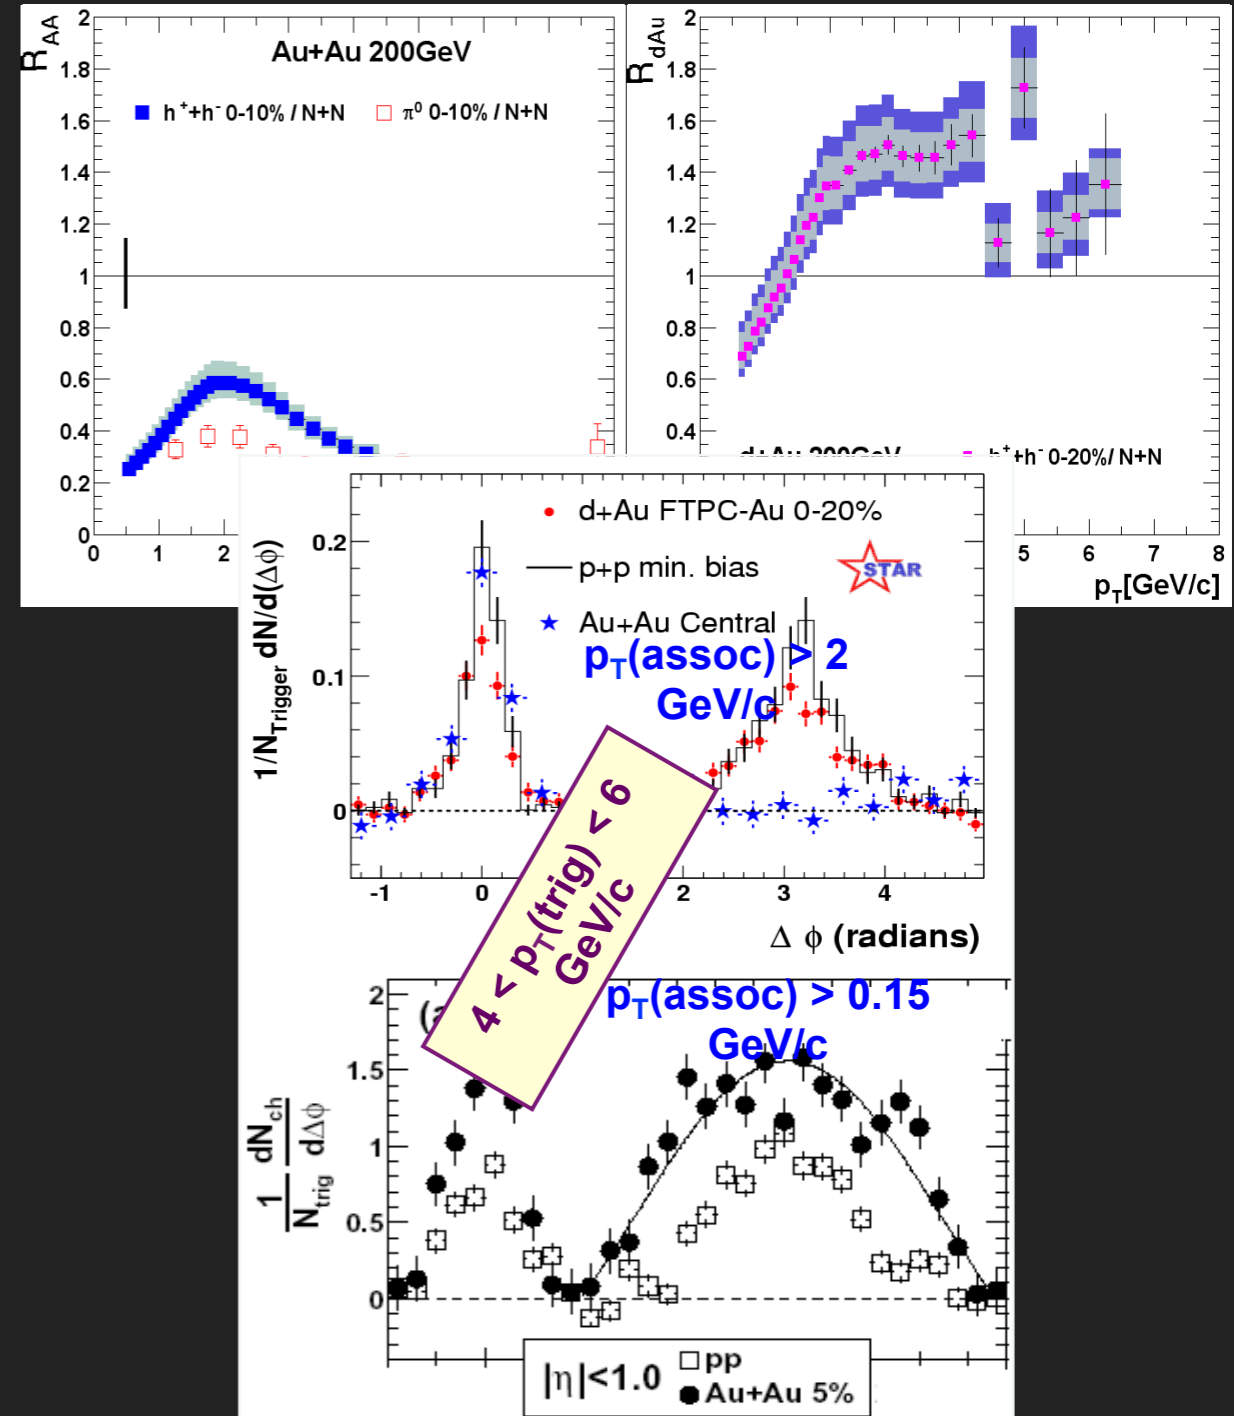 R_AA
2
1.8
1.6
1.4
1.2
1
0.8
0.6
0.4
0.2
0
0 1 2
Au+Au 200GeV
h⁺+h⁻ 0-10% / N+N π⁰ 0-10% / N+N
R_dAu
2
1.8
1.6
1.4
1.2
1
0.8
0.6
0.4
d+Au 200GeV h⁺+h⁻ 0-20%/ N+N
5 6 7 8
p_T[GeV/c]
1/N_Trigger dN/d(Δϕ)
0.2
0.1
0
d+Au FTPC-Au 0-20%
p+p min. bias
Au+Au Central
STAR
p_T(assoc) > 2
GeV/c
-1 0 2 3 4
Δ ϕ (radians)
4 < p_T(trig) < 6
GeV/c
p_T(assoc) > 0.15
GeV/c
1/N_trig dN_ch/dΔϕ
2
1.5
1
0.5
0
|η|<1.0
pp
Au+Au 5%